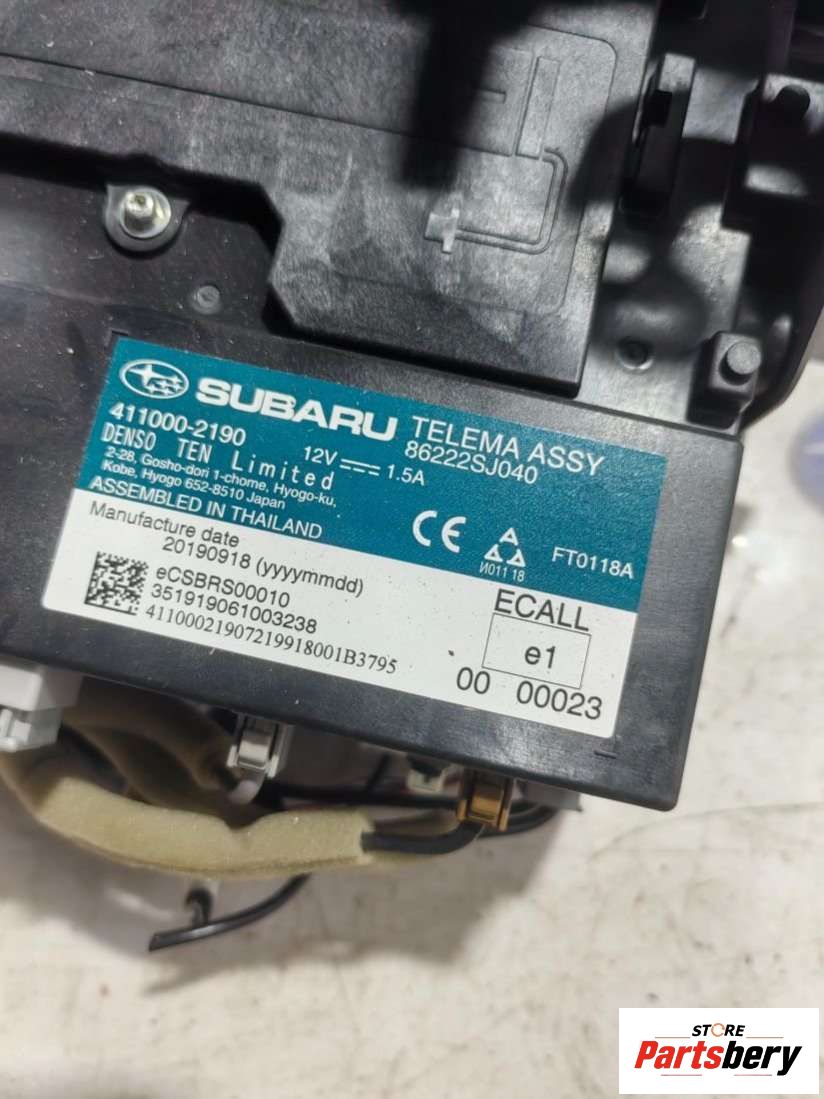 SUBARU TELEMA ASSY
411000-2190 12V 1.5A 86222SJ040
DENSO TEN Limited
2-28, Gosho-dori 1-chome, Hyogo-ku,
Kobe, Hyogo 652-8510 Japan
ASSEMBLED IN THAILAND
CE
И011 18
FT0118A
Manufacture date
20190918 (yyyymmdd)
eCSBRS00010
351919061003238
41100021907219918001B3795
ECALL
e1
00 00023
STORE
Partsbery